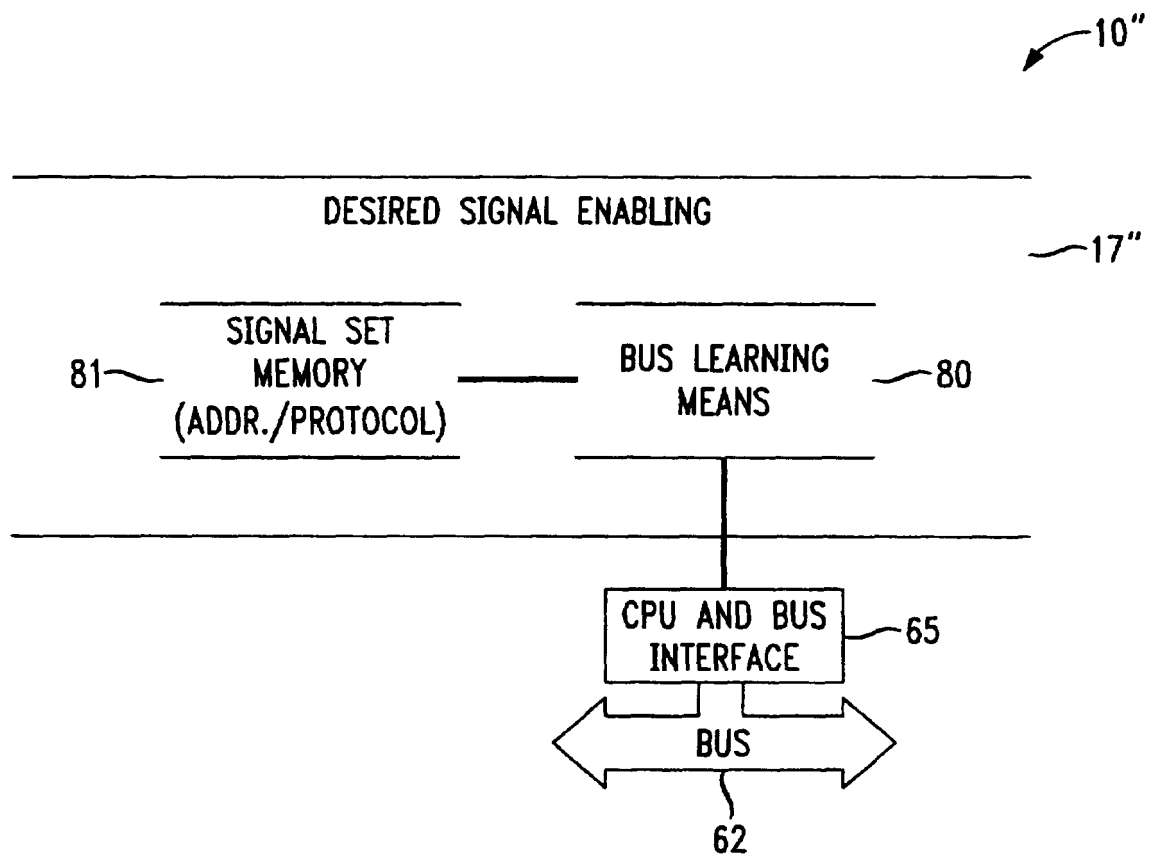 10"
DESIRED SIGNAL ENABLING
17"
SIGNAL SET
MEMORY
(ADDR./PROTOCOL)
81
BUS LEARNING
MEANS
80
CPU AND BUS
INTERFACE
65
BUS
62